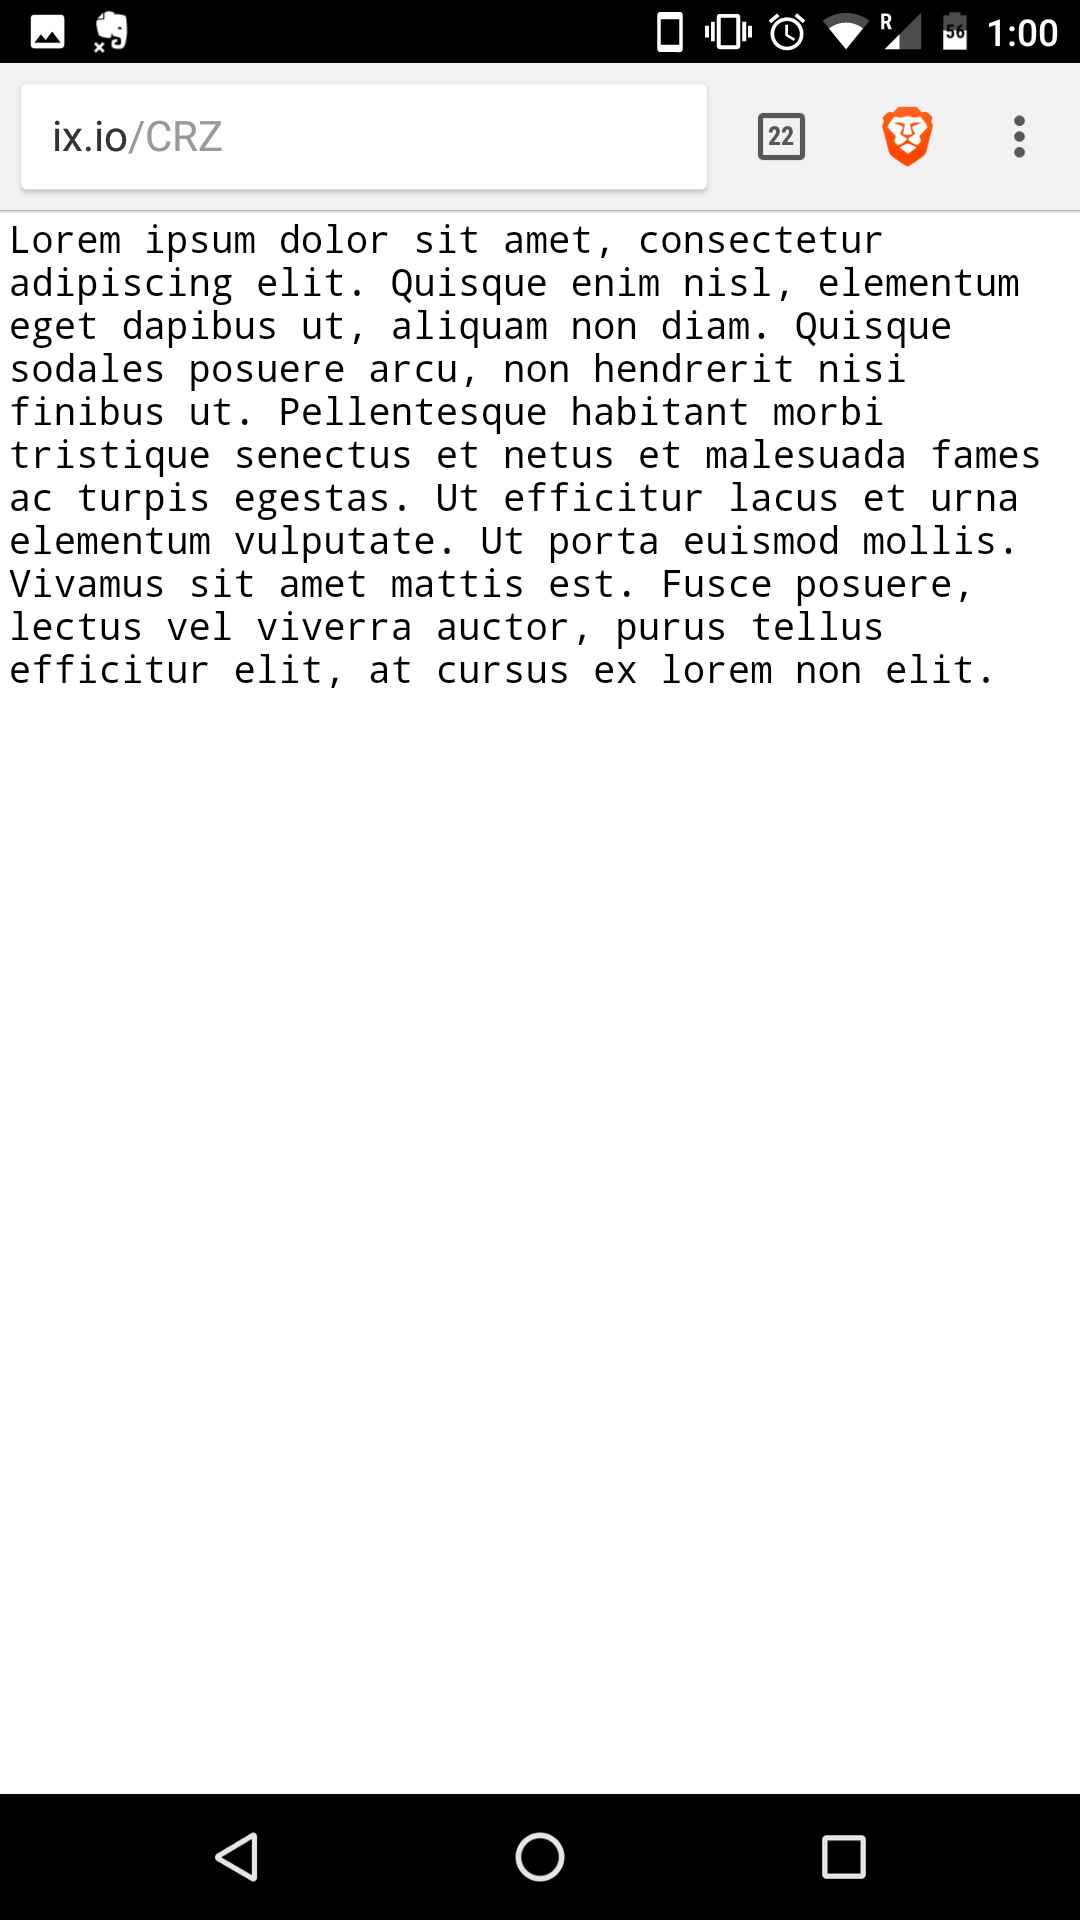 R 56 1:00
ix.io/CRZ 22
Lorem ipsum dolor sit amet, consectetur
adipiscing elit. Quisque enim nisl, elementum
eget dapibus ut, aliquam non diam. Quisque
sodales posuere arcu, non hendrerit nisi
finibus ut. Pellentesque habitant morbi
tristique senectus et netus et malesuada fames
ac turpis egestas. Ut efficitur lacus et urna
elementum vulputate. Ut porta euismod mollis.
Vivamus sit amet mattis est. Fusce posuere,
lectus vel viverra auctor, purus tellus
efficitur elit, at cursus ex lorem non elit.